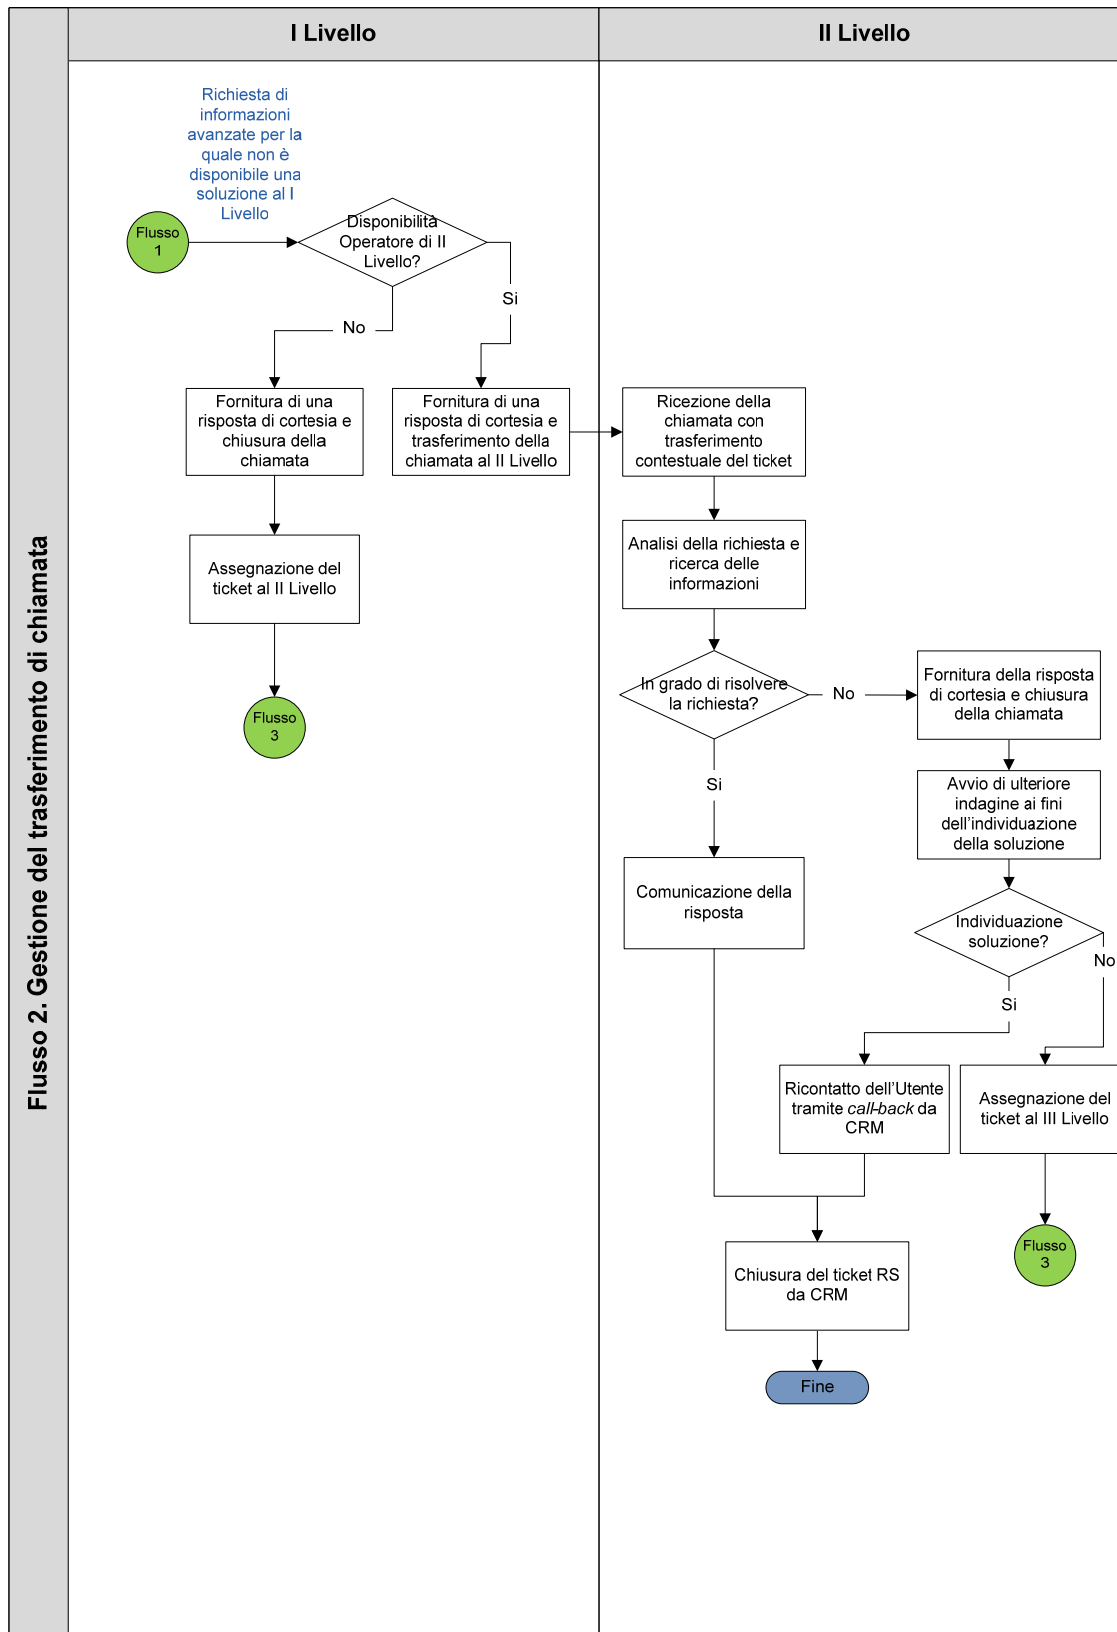 I Livello
II Livello
Flusso 2. Gestione del trasferimento di chiamata
Richiesta di
informazioni
avanzate per la
quale non è
disponibile una
soluzione al I
Livello
Flusso
1
Disponibilità
Operatore di II
Livello?
Si
No
Fornitura di una
risposta di cortesia e
chiusura della
chiamata
Fornitura di una
risposta di cortesia e
trasferimento della
chiamata al II Livello
Ricezione della
chiamata con
trasferimento
contestuale del ticket
Assegnazione del
ticket al II Livello
Analisi della richiesta e
ricerca delle
informazioni
Flusso
3
In grado di risolvere
la richiesta?
No
Fornitura della risposta
di cortesia e chiusura
della chiamata
Si
Avvio di ulteriore
indagine ai fini
dell'individuazione
della soluzione
Comunicazione della
risposta
Individuazione
soluzione?
No
Si
Ricontatto dell'Utente
tramite call-back da
CRM
Assegnazione del
ticket al III Livello
Flusso
3
Chiusura del ticket RS
da CRM
Fine